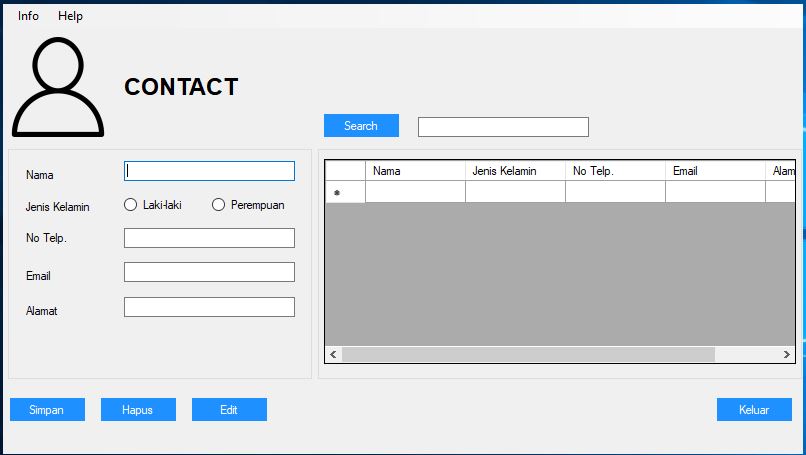 Info Help
CONTACT
Search
Nama
Jenis Kelamin Laki-laki Perempuan
No Telp.
Email
Alamat
Nama Jenis Kelamin No Telp. Email Alam
Simpan Hapus Edit Keluar